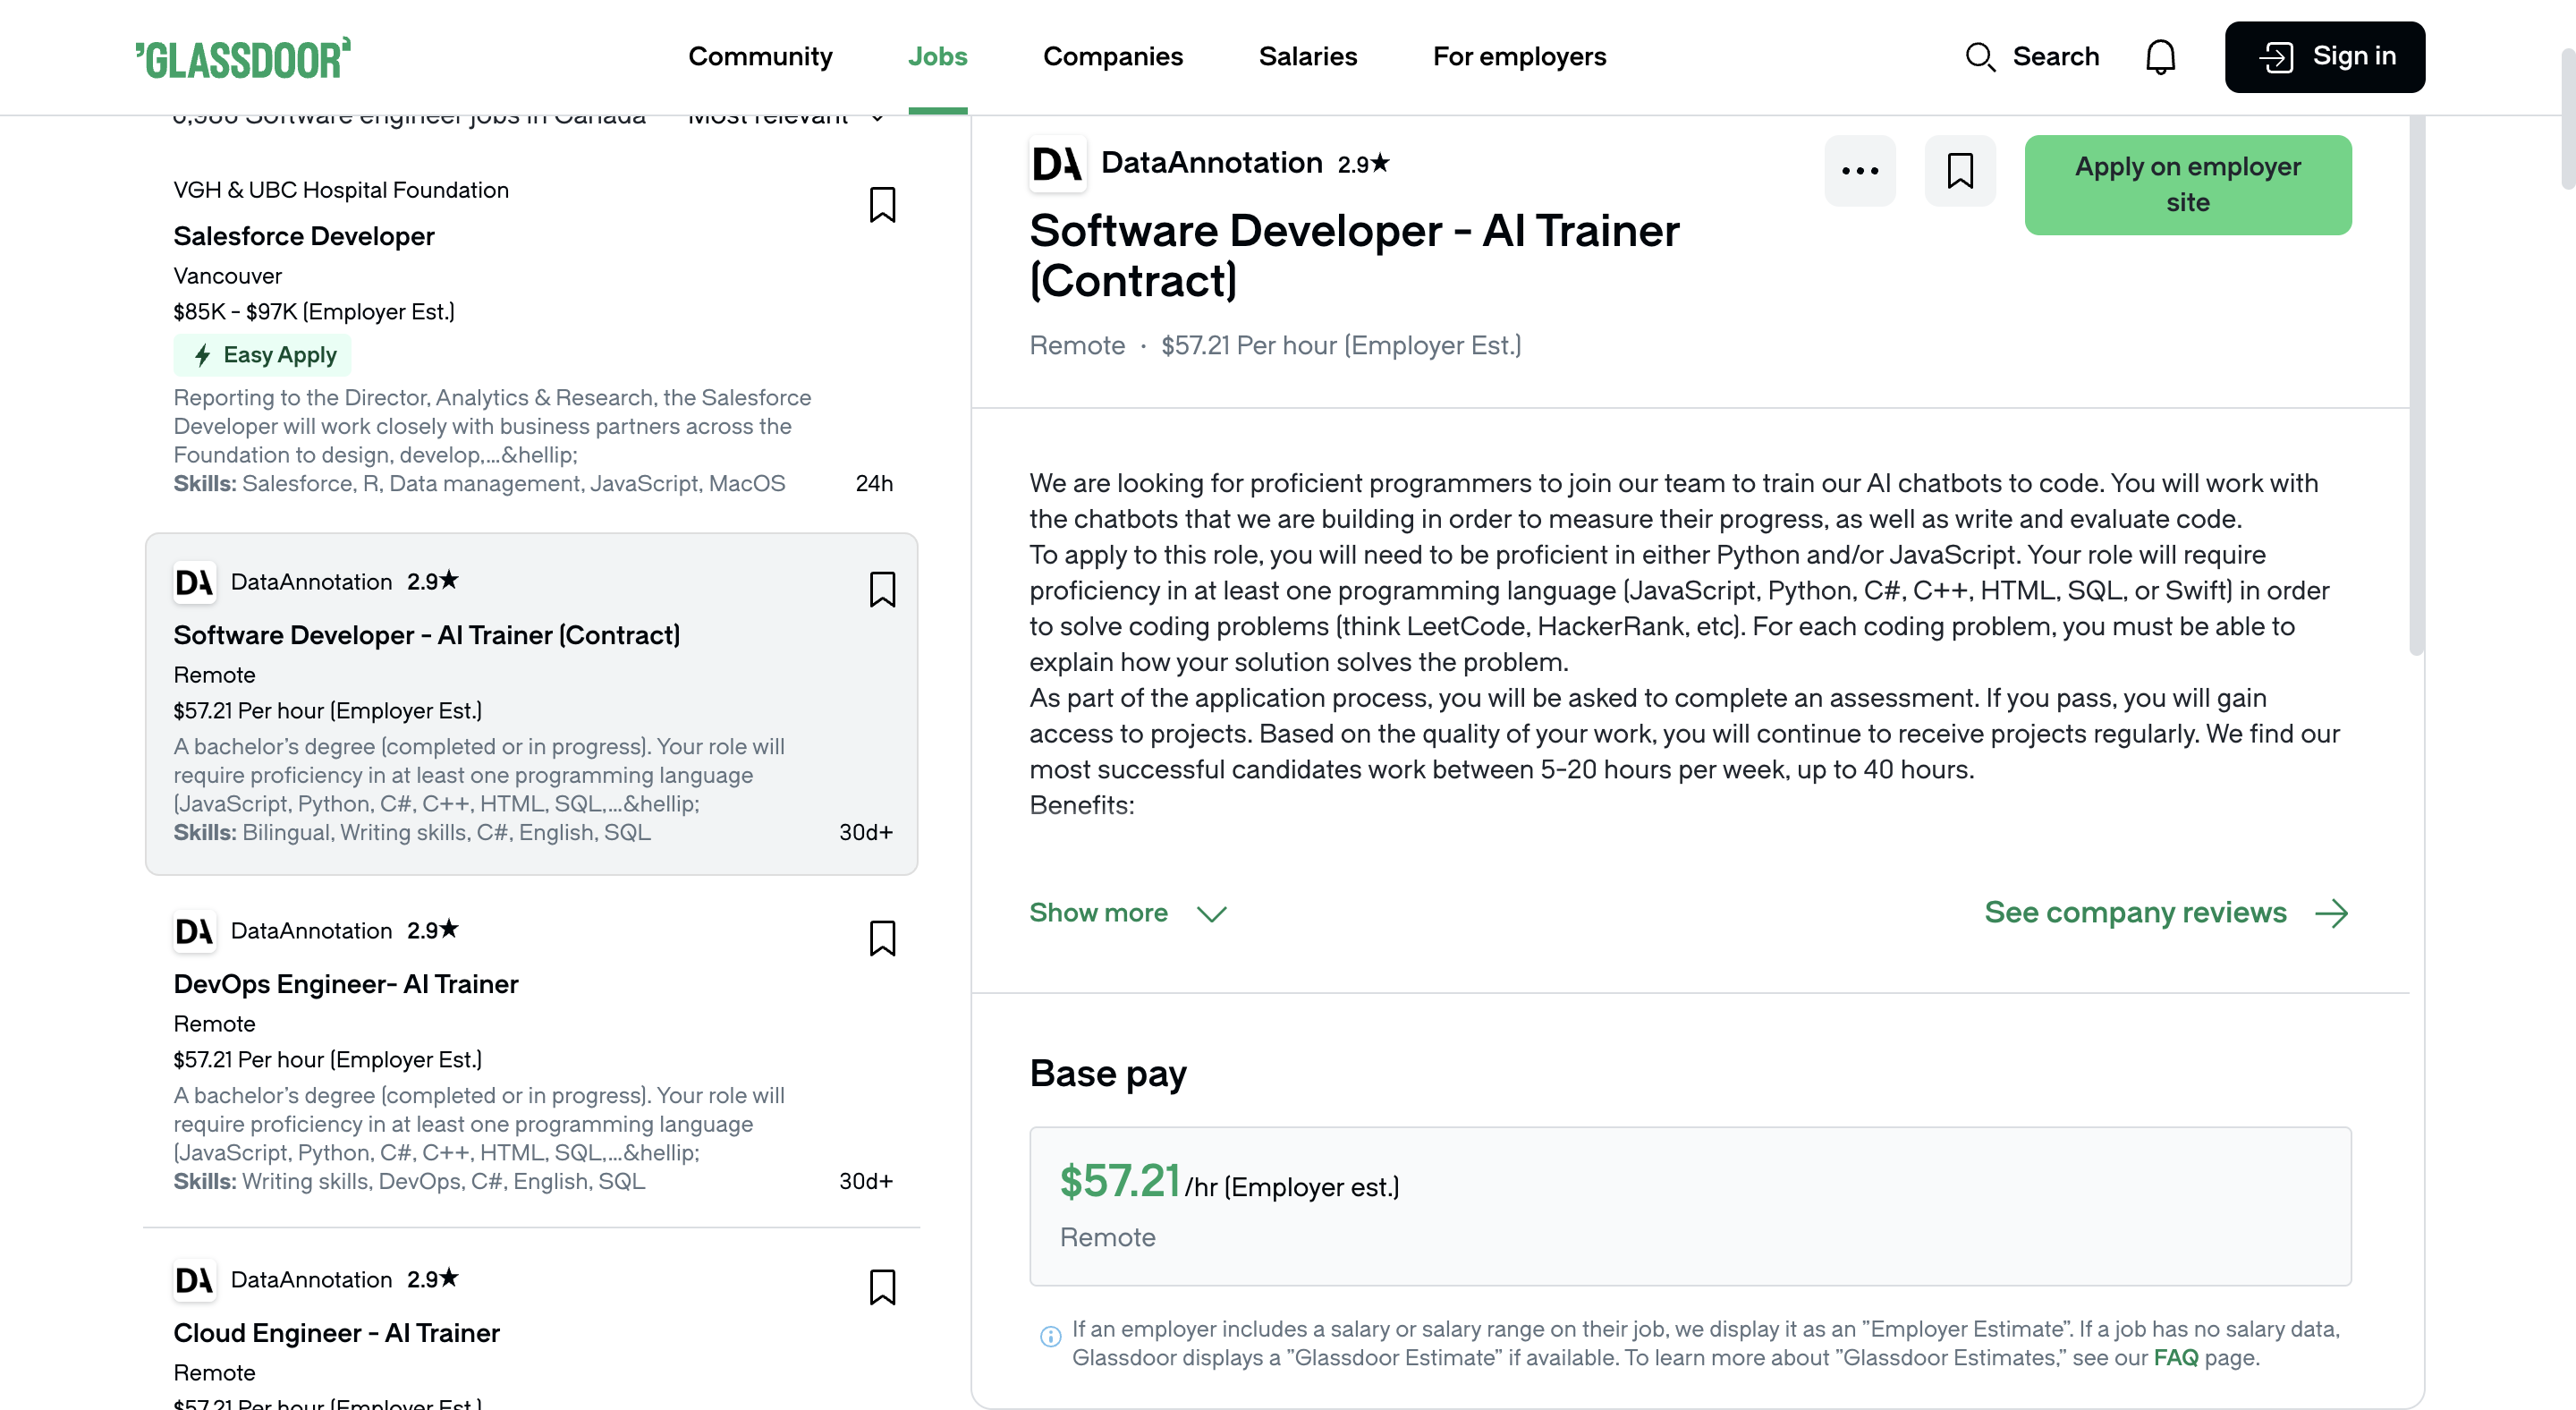 GLASSDOOR
Community
Jobs
Companies
Salaries
For employers
Search
Sign in
Software engineer jobs in Canada
Most relevant
VGH & UBC Hospital Foundation
Salesforce Developer
Vancouver
$85K - $97K (Employer Est.)
Easy Apply
Reporting to the Director, Analytics & Research, the Salesforce
Developer will work closely with business partners across the
Foundation to design, develop,...&hellip;
Skills: Salesforce, R, Data management, JavaScript, MacOS
24h
DA DataAnnotation 2.9★
Software Developer - AI Trainer (Contract)
Remote
$57.21 Per hour (Employer Est.)
A bachelor’s degree (completed or in progress). Your role will
require proficiency in at least one programming language
(JavaScript, Python, C#, C++, HTML, SQL,...&hellip;
Skills: Bilingual, Writing skills, C#, English, SQL
30d+
DA DataAnnotation 2.9★
DevOps Engineer- AI Trainer
Remote
$57.21 Per hour (Employer Est.)
A bachelor’s degree (completed or in progress). Your role will
require proficiency in at least one programming language
(JavaScript, Python, C#, C++, HTML, SQL,...&hellip;
Skills: Writing skills, DevOps, C#, English, SQL
30d+
DA DataAnnotation 2.9★
Cloud Engineer - AI Trainer
Remote
$57.21 Per hour (Employer Est.)
DA DataAnnotation 2.9★
Apply on employer
site
Software Developer - AI Trainer
(Contract)
Remote · $57.21 Per hour (Employer Est.)
We are looking for proficient programmers to join our team to train our AI chatbots to code. You will work with
the chatbots that we are building in order to measure their progress, as well as write and evaluate code.
To apply to this role, you will need to be proficient in either Python and/or JavaScript. Your role will require
proficiency in at least one programming language (JavaScript, Python, C#, C++, HTML, SQL, or Swift) in order
to solve coding problems (think LeetCode, HackerRank, etc). For each coding problem, you must be able to
explain how your solution solves the problem.
As part of the application process, you will be asked to complete an assessment. If you pass, you will gain
access to projects. Based on the quality of your work, you will continue to receive projects regularly. We find our
most successful candidates work between 5-20 hours per week, up to 40 hours.
Benefits:
Show more
See company reviews
Base pay
$57.21 /hr (Employer est.)
Remote
If an employer includes a salary or salary range on their job, we display it as an ”Employer Estimate”. If a job has no salary data,
Glassdoor displays a ”Glassdoor Estimate” if available. To learn more about ”Glassdoor Estimates,” see our FAQ page.